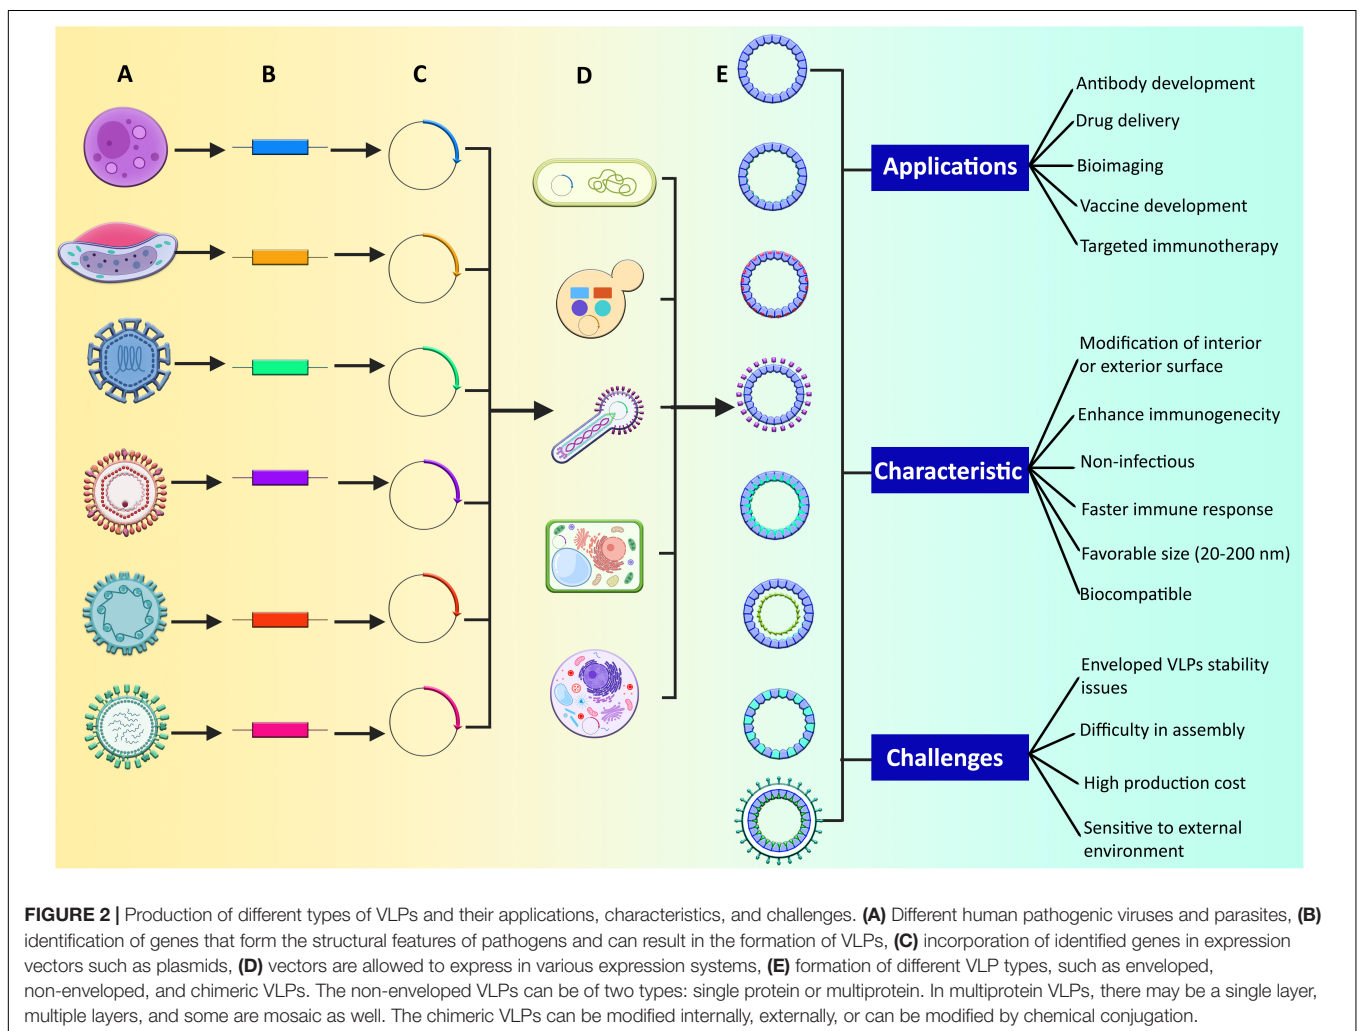 A
B
C
D
E
Applications
Antibody development
Drug delivery
Bioimaging
Vaccine development
Targeted immunotherapy
Characteristic
Modification of interior
or exterior surface
Enhance immunogenecity
Non-infectious
Faster immune response
Favorable size (20-200 nm)
Biocompatible
Challenges
Enveloped VLPs stability
issues
Difficulty in assembly
High production cost
Sensitive to external
environment
FIGURE 2 | Production of different types of VLPs and their applications, characteristics, and challenges. (A) Different human pathogenic viruses and parasites, (B)
identification of genes that form the structural features of pathogens and can result in the formation of VLPs, (C) incorporation of identified genes in expression
vectors such as plasmids, (D) vectors are allowed to express in various expression systems, (E) formation of different VLP types, such as enveloped,
non-enveloped, and chimeric VLPs. The non-enveloped VLPs can be of two types: single protein or multiprotein. In multiprotein VLPs, there may be a single layer,
multiple layers, and some are mosaic as well. The chimeric VLPs can be modified internally, externally, or can be modified by chemical conjugation.